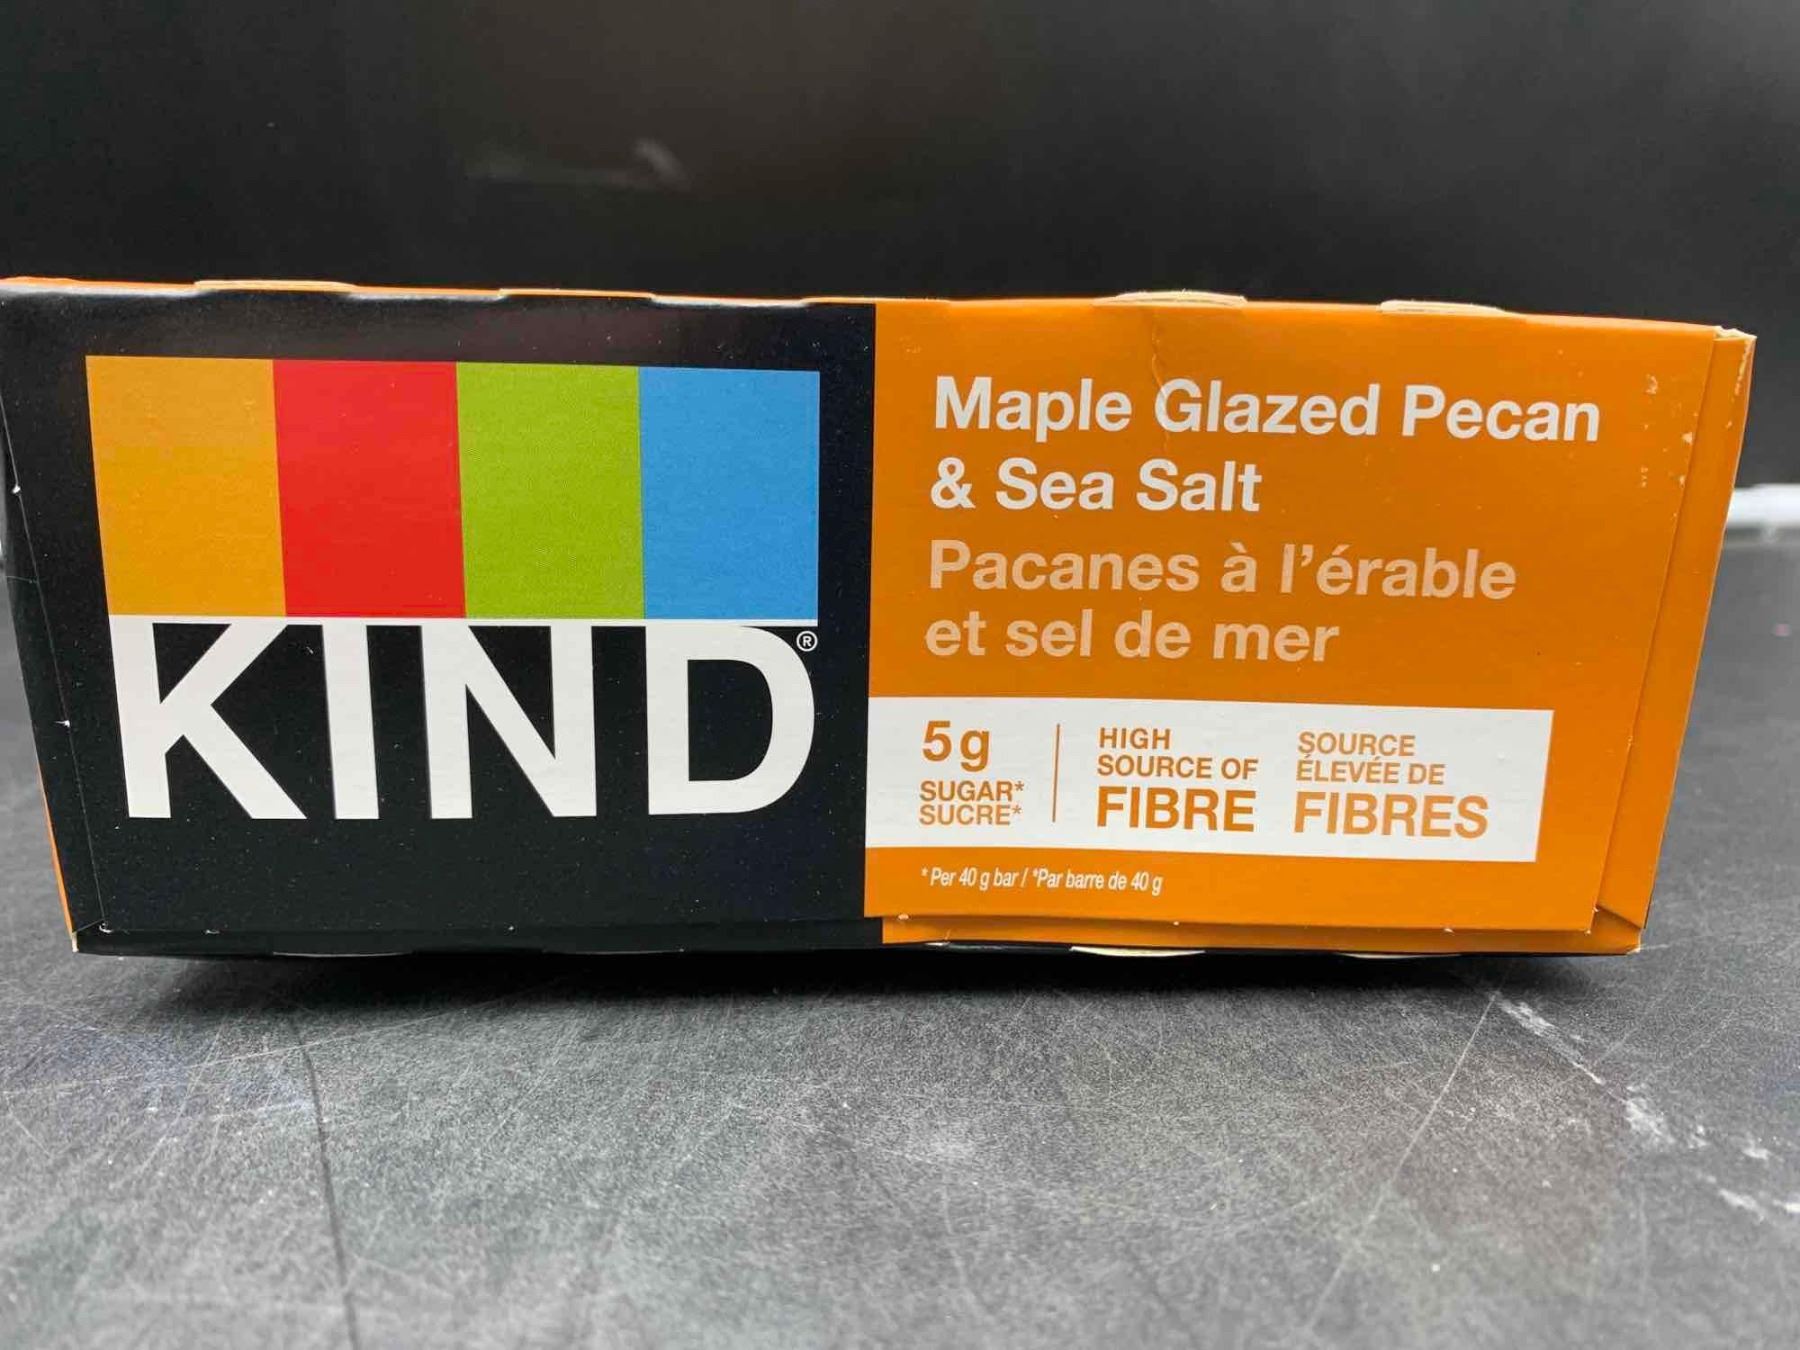 KIND®
Maple Glazed Pecan
& Sea Salt
Pacanes à l'érable
et sel de mer
5g
SUGAR*
SUCRE*
HIGH
SOURCE OF
FIBRE
SOURCE
ÉLEVÉE DE
FIBRES
*Per 40 g bar / *Par barre de 40 g